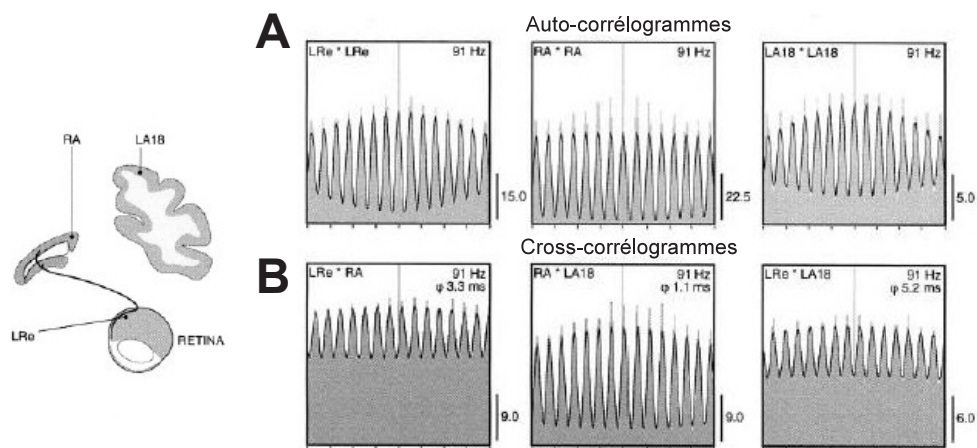 A
Auto-corrélogrammes
LRe * LRe 91 Hz
15.0
RA * RA 91 Hz
22.5
LA18 * LA18 91 Hz
5.0
RA
LA18
LRe
RETINA
B
Cross-corrélogrammes
LRe * RA 91 Hz
φ 3.3 ms
9.0
RA * LA18 91 Hz
φ 1.1 ms
9.0
LRe * LA18 91 Hz
φ 5.2 ms
6.0